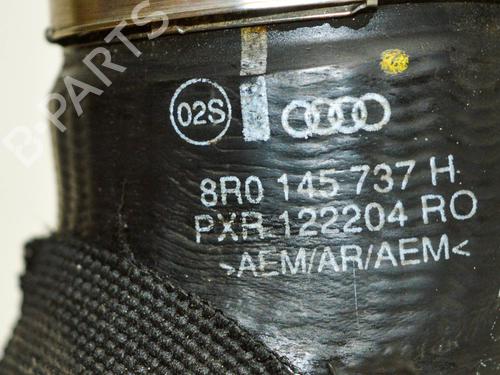 B-PARTS
02S
8R0 145 737 H
PXR 122204 RO
>AEM/AR/AEM<